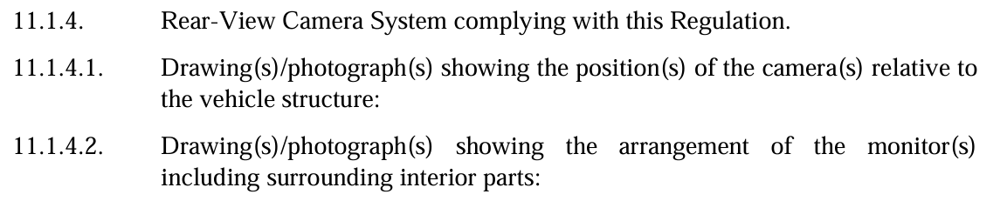 11.1.4. Rear-View Camera System complying with this Regulation.
11.1.4.1. Drawing(s)/photograph(s) showing the position(s) of the camera(s) relative to
the vehicle structure:
11.1.4.2. Drawing(s)/photograph(s) showing the arrangement of the monitor(s)
including surrounding interior parts: